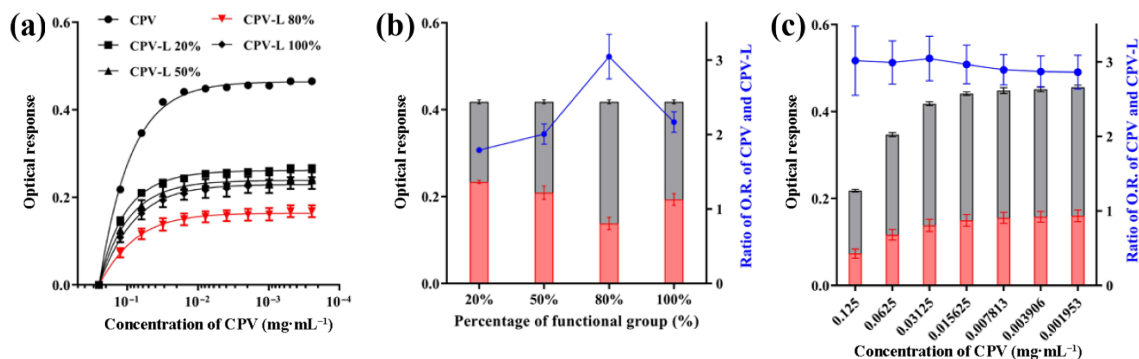 (a)
CPV
CPV-L 20%
CPV-L 50%
CPV-L 80%
CPV-L 100%
Optical response
0.6
0.4
0.2
0.0
10⁻¹
10⁻²
10⁻³
10⁻⁴
Concentration of CPV (mg·mL⁻¹)
(b)
Optical response
0.6
0.4
0.2
0.0
20%
50%
80%
100%
Percentage of functional group (%)
3
2
1
0
Ratio of O.R. of CPV and CPV-L
(c)
Optical response
0.6
0.4
0.2
0.0
0.125
0.0625
0.03125
0.015625
0.007813
0.003906
0.001953
Concentration of CPV (mg·mL⁻¹)
3
2
1
0
Ratio of O.R. of CPV and CPV-L